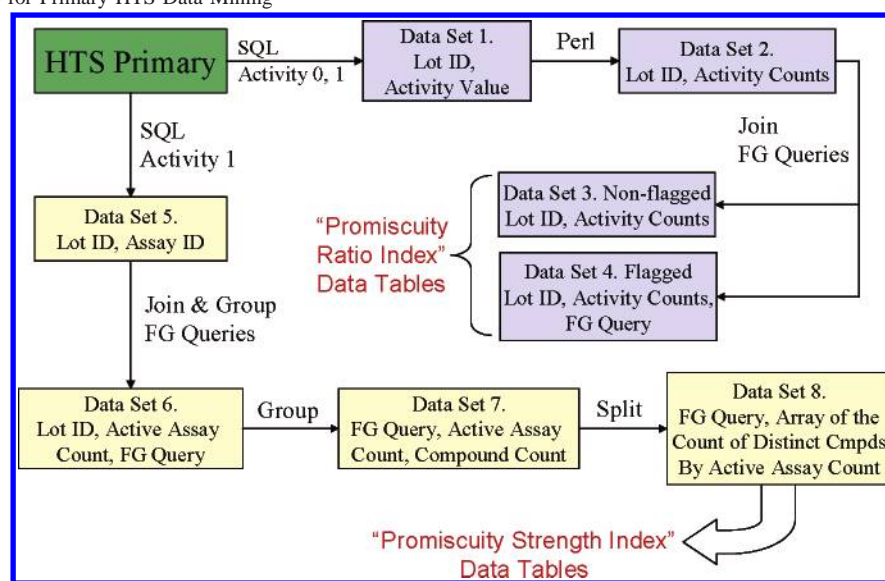 for Primary HTS Data Mining
HTS Primary
SQL
Activity 0, 1
Data Set 1.
Lot ID,
Activity Value
Perl
Data Set 2.
Lot ID, Activity Counts
Join
FG Queries
SQL
Activity 1
Data Set 3. Non-flagged
Lot ID, Activity Counts
"Promiscuity
Ratio Index"
Data Tables
Data Set 4. Flagged
Lot ID, Activity Counts,
FG Query
Data Set 5.
Lot ID, Assay ID
Join & Group
FG Queries
Data Set 6.
Lot ID, Active Assay
Count, FG Query
Group
Data Set 7.
FG Query, Active Assay
Count, Compound Count
Split
Data Set 8.
FG Query, Array of the
Count of Distinct Cmpds
By Active Assay Count
"Promiscuity Strength Index"
Data Tables